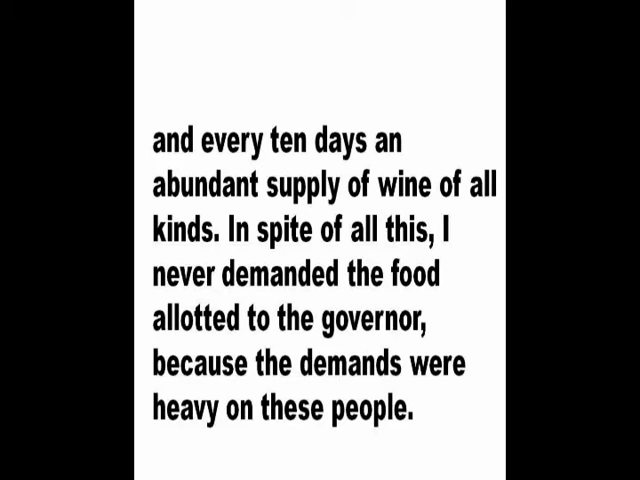 and every ten days an
abundant supply of wine of all
kinds. In spite of all this, I
never demanded the food
allotted to the governor,
because the demands were
heavy on these people.